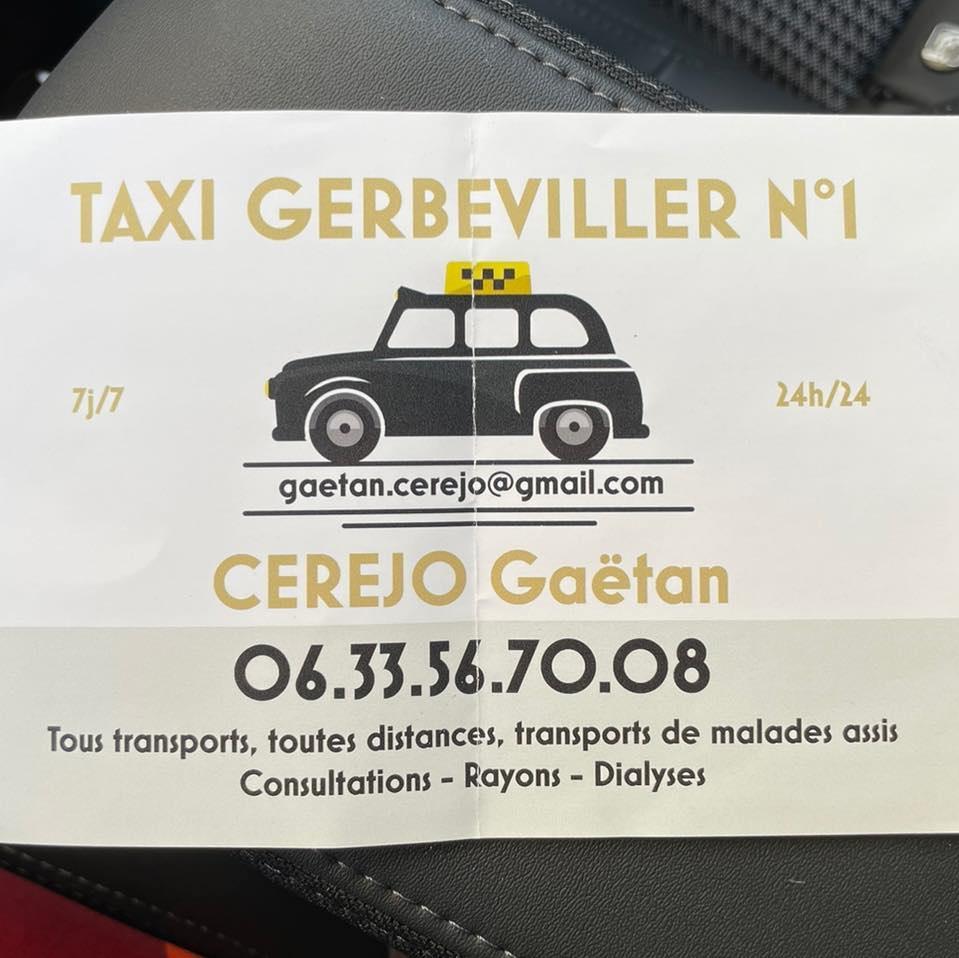 TAXI GERBEVILLER N°1
7j/7
24h/24
gaetan.cerejo@gmail.com
CEREJO Gaëtan
06.33.56.70.08
Tous transports, toutes distances, transports de malades assis
Consultations - Rayons - Dialyses